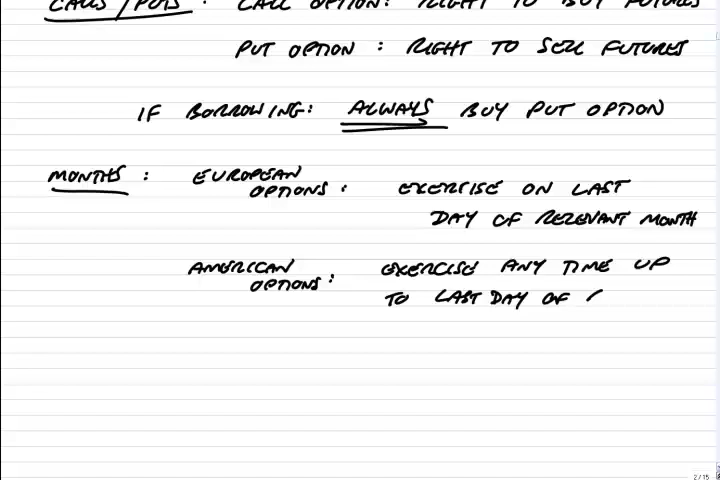 CALLS / PUTS : CALL OPTION : RIGHT TO BUY FUTURES
PUT OPTION : RIGHT TO SELL FUTURES
IF BORROWING : ALWAYS BUY PUT OPTION
MONTHS : EUROPEAN OPTIONS : EXERCISE ON LAST
DAY OF RELEVANT MONTH
AMERICAN OPTIONS : EXERCISE ANY TIME UP
TO LAST DAY OF
2 / 15